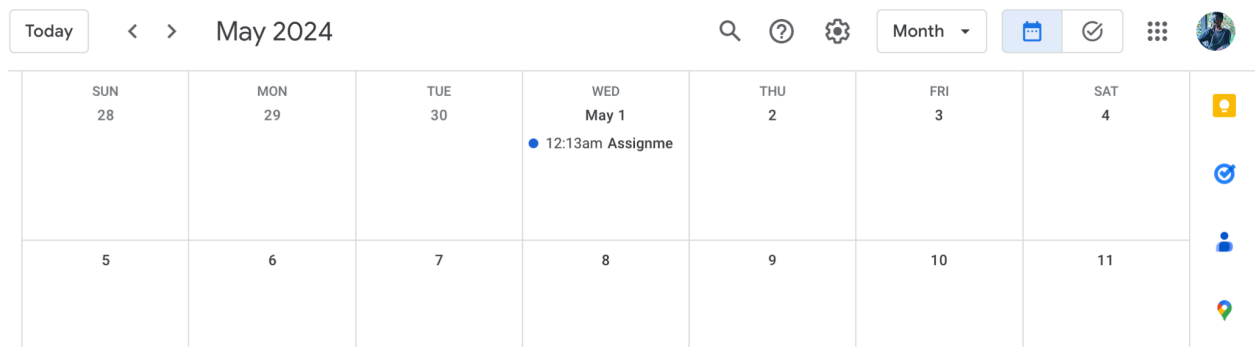 Today May 2024 Month
SUN MON TUE WED THU FRI SAT
28 29 30 May 1 2 3 4
12:13am Assignme
5 6 7 8 9 10 11